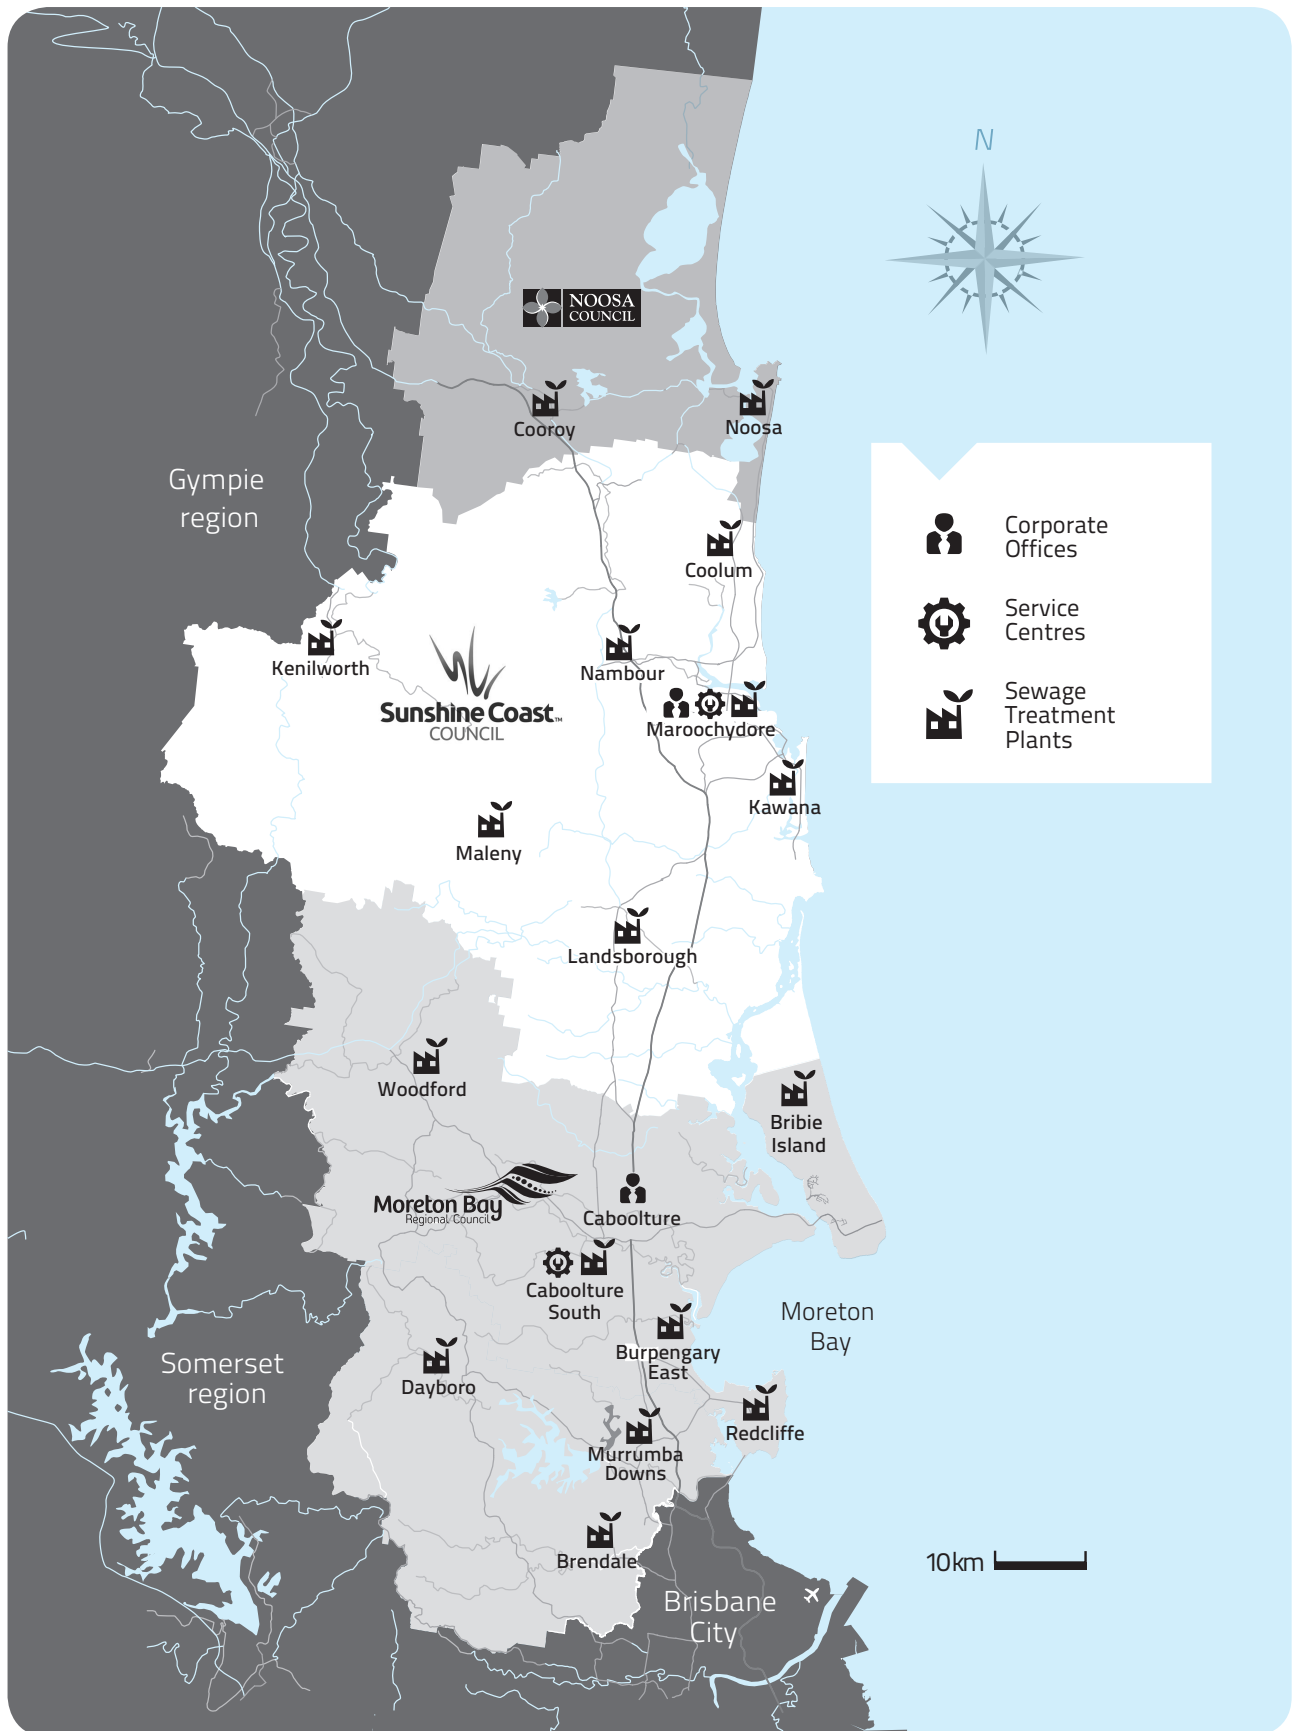 N
NOOSA
COUNCIL
Cooroy
Noosa
Gympie
region
Corporate
Offices
Service
Centres
Sewage
Treatment
Plants
Coolum
Kenilworth
Nambour
Sunshine Coast™
COUNCIL
Maroochydore
Kawana
Maleny
Landsborough
Woodford
Bribie
Island
Moreton Bay
Regional Council
Caboolture
Caboolture
South
Moreton
Bay
Burpengary
East
Somerset
region
Dayboro
Redcliffe
Murrumba
Downs
Brendale
10km
Brisbane
City